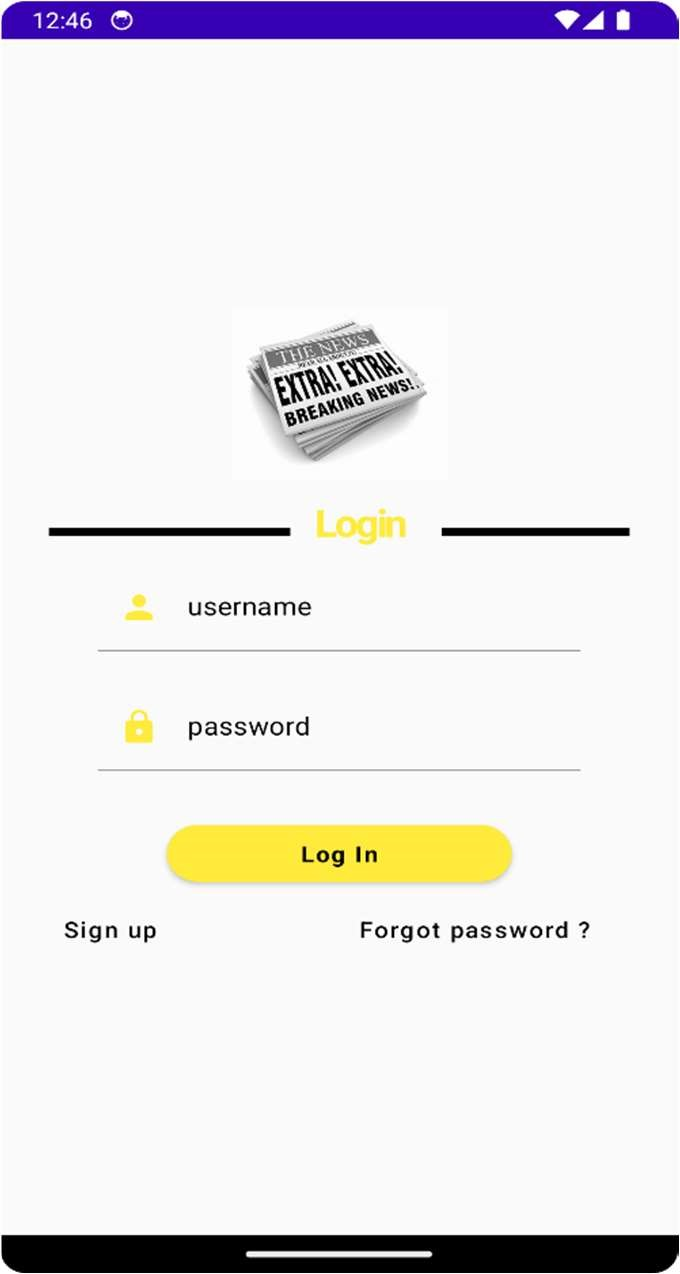 12:46
THE NEWS
EXTRA! EXTRA!
BREAKING NEWS!
Login
username
password
Log In
Sign up
Forgot password ?